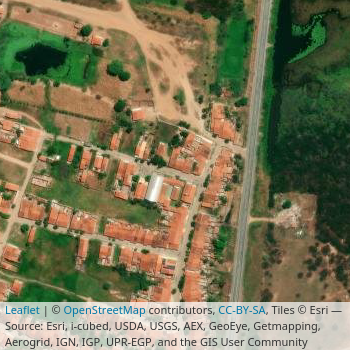 Leaflet | © OpenStreetMap contributors, CC-BY-SA, Tiles © Esri —
Source: Esri, i-cubed, USDA, USGS, AEX, GeoEye, Getmapping,
Aerogrid, IGN, IGP, UPR-EGP, and the GIS User Community